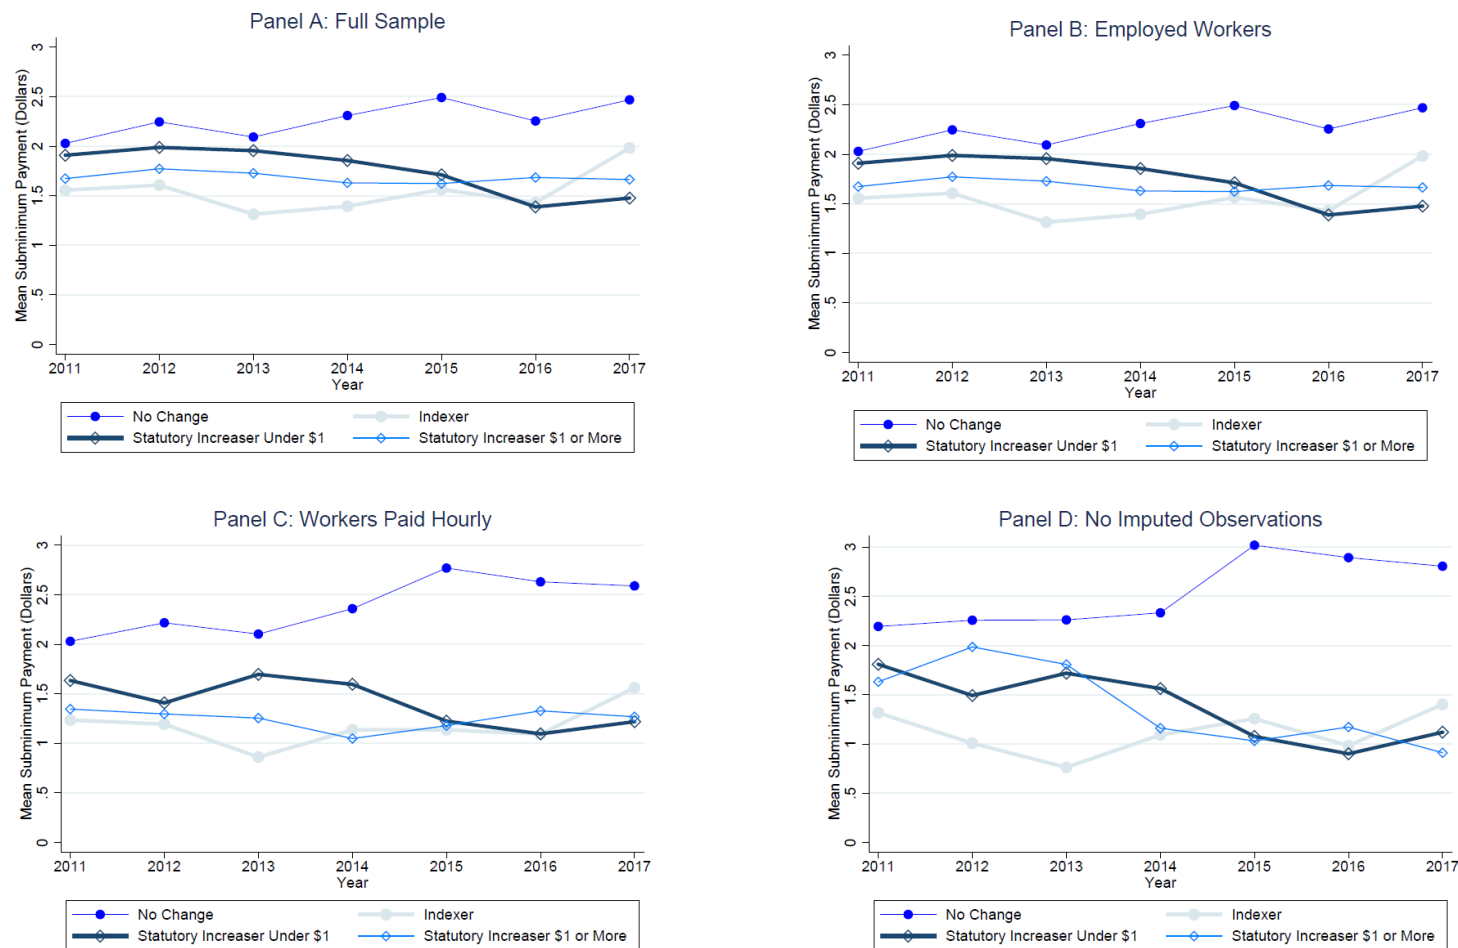 Panel A: Full Sample
Mean Subminimum Payment (Dollars)
3
2.5
2
1.5
1
.5
0
2011 2012 2013 2014 2015 2016 2017
Year
No Change Indexer
Statutory Increaser Under $1 Statutory Increaser $1 or More
Panel B: Employed Workers
Mean Subminimum Payment (Dollars)
3
2.5
2
1.5
1
.5
0
2011 2012 2013 2014 2015 2016 2017
Year
No Change Indexer
Statutory Increaser Under $1 Statutory Increaser $1 or More
Panel C: Workers Paid Hourly
Mean Subminimum Payment (Dollars)
3
2.5
2
1.5
1
.5
0
2011 2012 2013 2014 2015 2016 2017
Year
No Change Indexer
Statutory Increaser Under $1 Statutory Increaser $1 or More
Panel D: No Imputed Observations
Mean Subminimum Payment (Dollars)
3
2.5
2
1.5
1
.5
0
2011 2012 2013 2014 2015 2016 2017
Year
No Change Indexer
Statutory Increaser Under $1 Statutory Increaser $1 or More